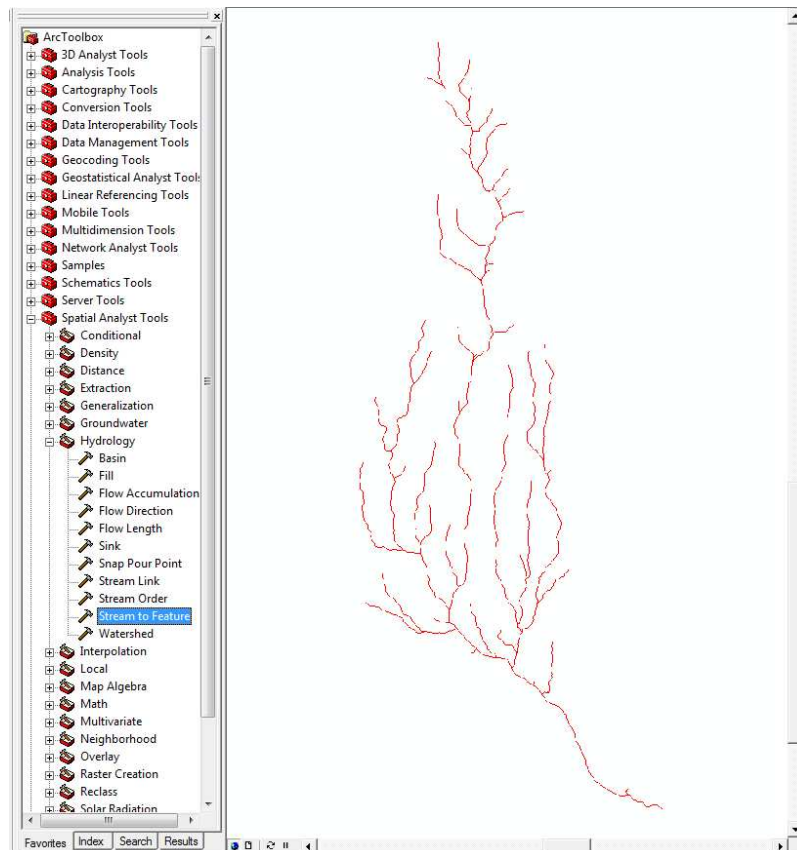 ArcToolbox
3D Analyst Tools
Analysis Tools
Cartography Tools
Conversion Tools
Data Interoperability Tools
Data Management Tools
Geocoding Tools
Geostatistical Analyst Tools
Linear Referencing Tools
Mobile Tools
Multidimension Tools
Network Analyst Tools
Samples
Schematics Tools
Server Tools
Spatial Analyst Tools
Conditional
Density
Distance
Extraction
Generalization
Groundwater
Hydrology
Basin
Fill
Flow Accumulation
Flow Direction
Flow Length
Sink
Snap Pour Point
Stream Link
Stream Order
Stream to Feature
Watershed
Interpolation
Local
Map Algebra
Math
Multivariate
Neighborhood
Overlay
Raster Creation
Reclass
Solar Radiation
Favorites Index Search Results